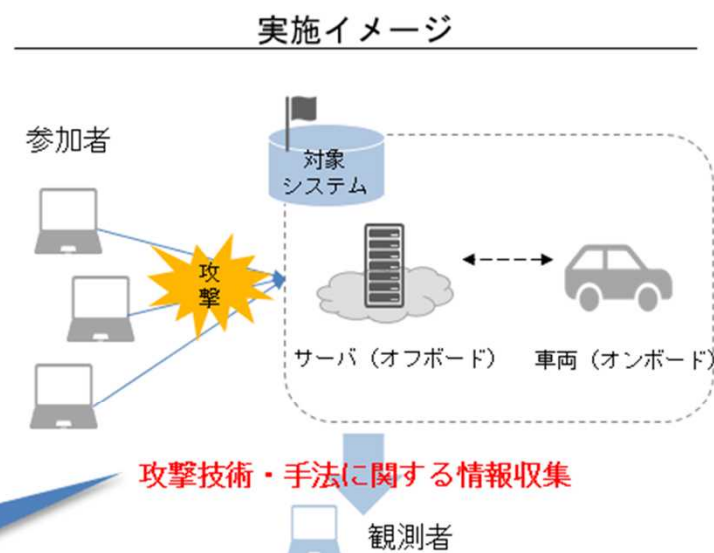 実施イメージ
参加者
対象
システム
攻
撃
サーバ（オフボード）
車両（オンボード）
攻撃技術・手法に関する情報収集
観測者